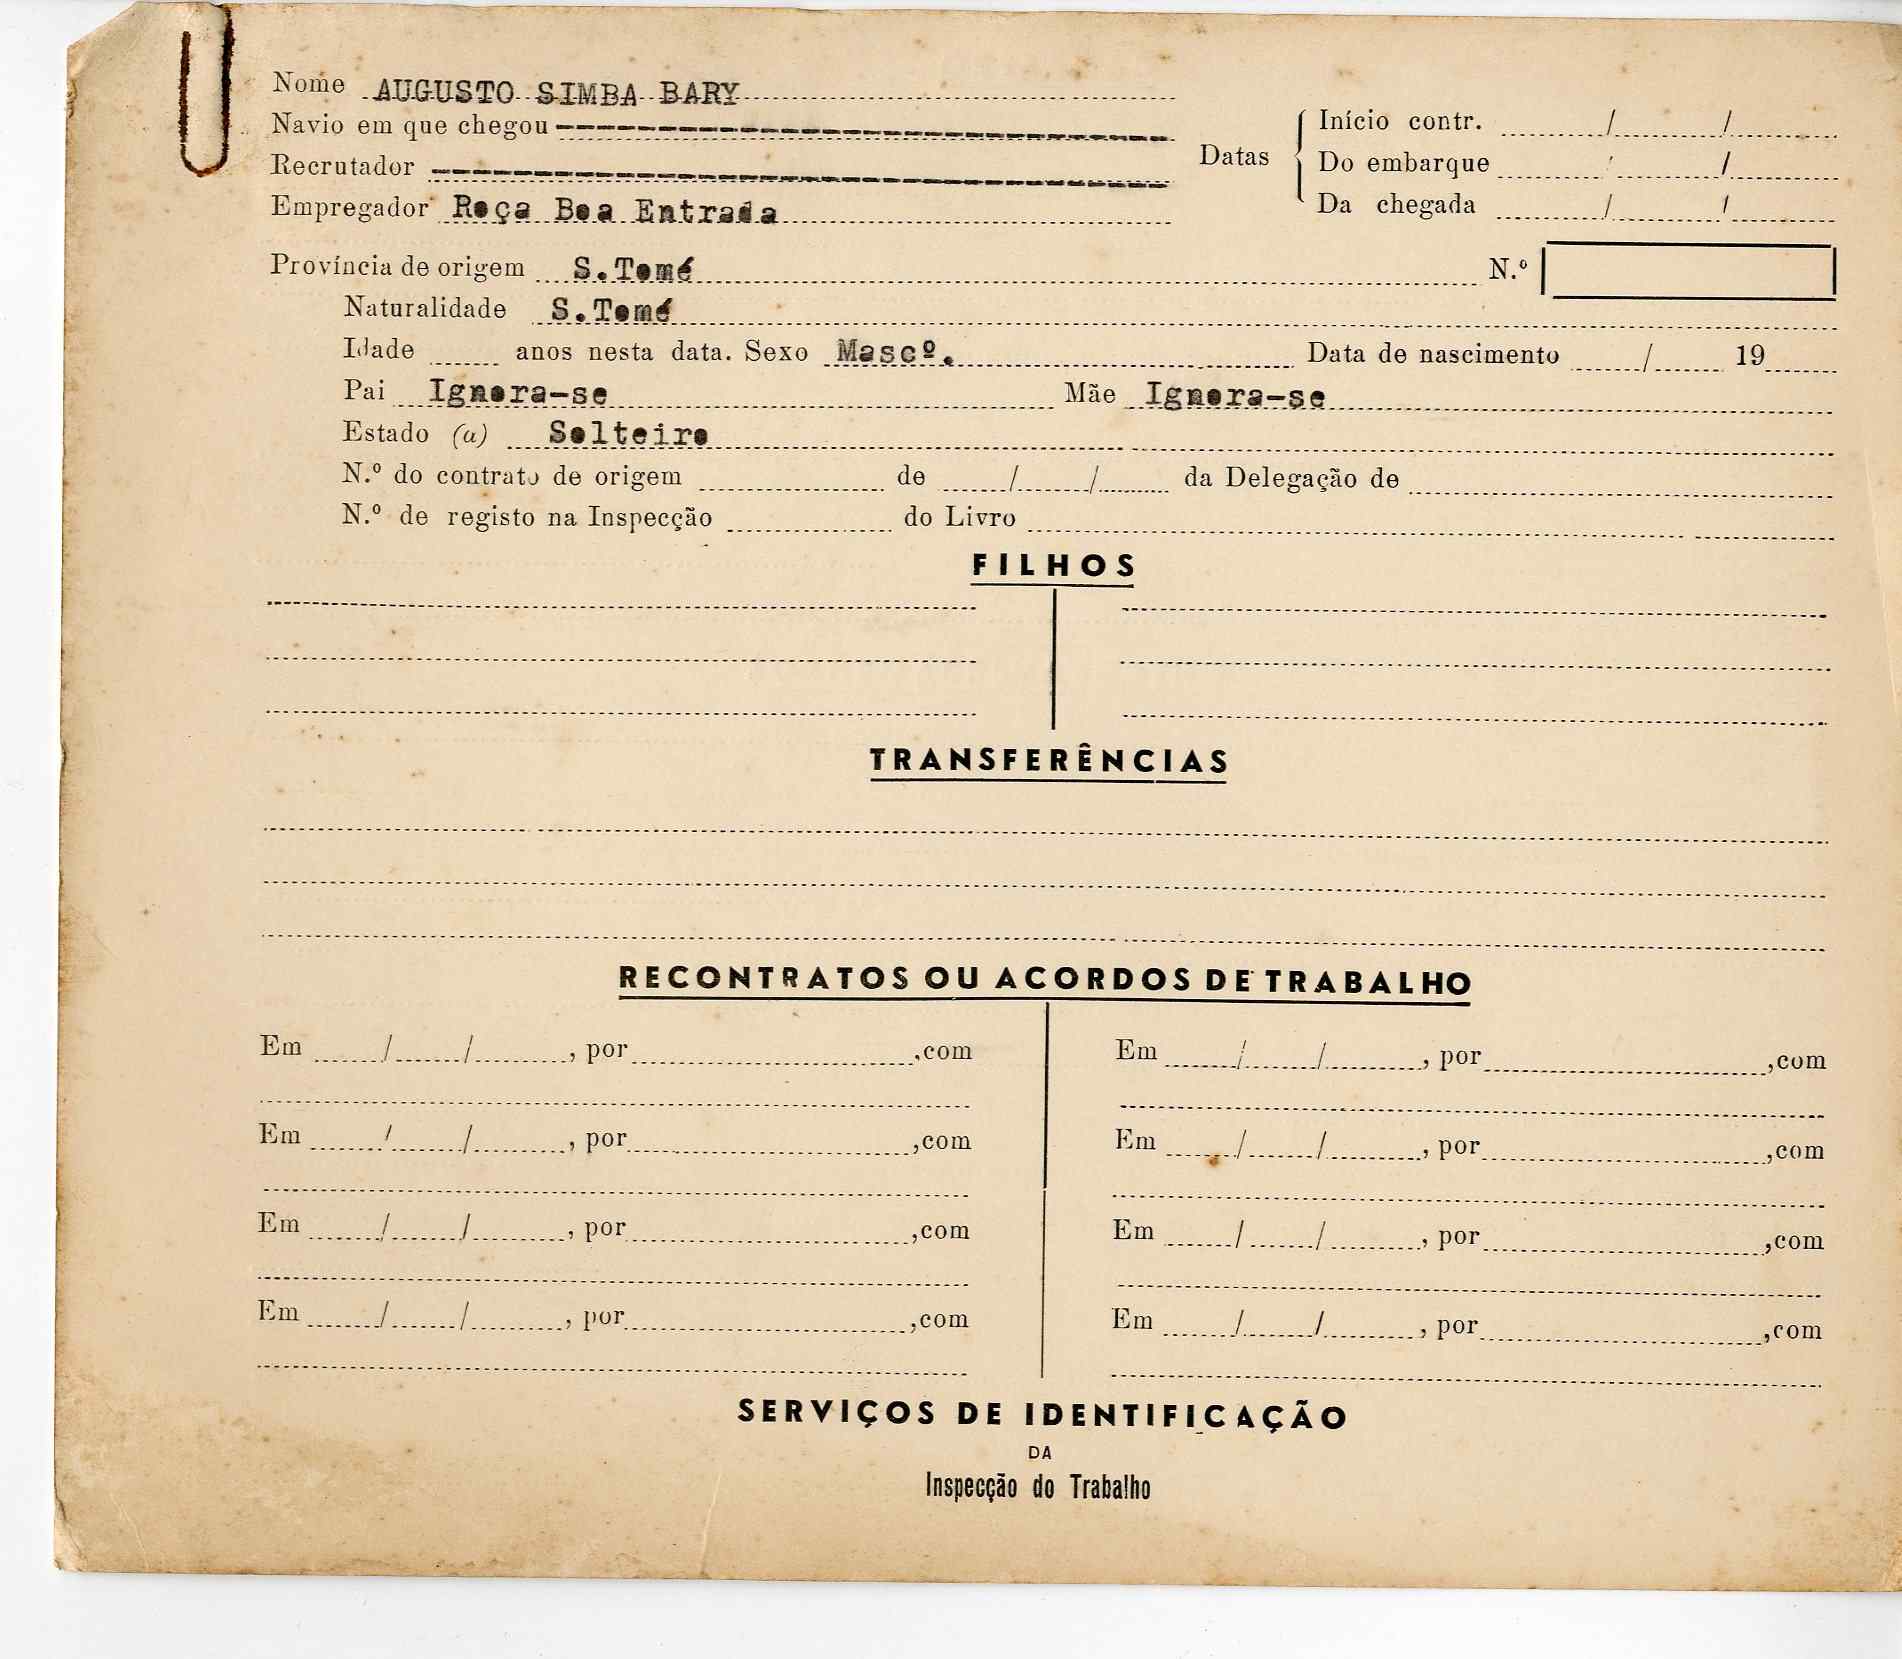 Nome AUGUSTO SIMBA BARY
Navio em que chegou
Recrutador
Empregador Roça Boa Entrada
Datas
Início contr. / /
Do embarque / /
Da chegada / /
Província de origem S.Tomé N.º
Naturalidade S.Tomé
Idade anos nesta data. Sexo Mascº. Data de nascimento / 19
Pai Ignora-se Mãe Ignora-se
Estado (a) Solteiro
N.º do contrato de origem de / / da Delegação de
N.º de registo na Inspecção do Livro
FILHOS
TRANSFERÊNCIAS
RECONTRATOS OU ACORDOS DE TRABALHO
Em / / , por ,com
Em / / , por ,com
Em / / , por ,com
Em / / , por ,com
Em / / , por ,com
Em / / , por ,com
Em / / , por ,com
Em / / , por ,com
SERVIÇOS DE IDENTIFICAÇÃO
DA
Inspecção do Trabalho